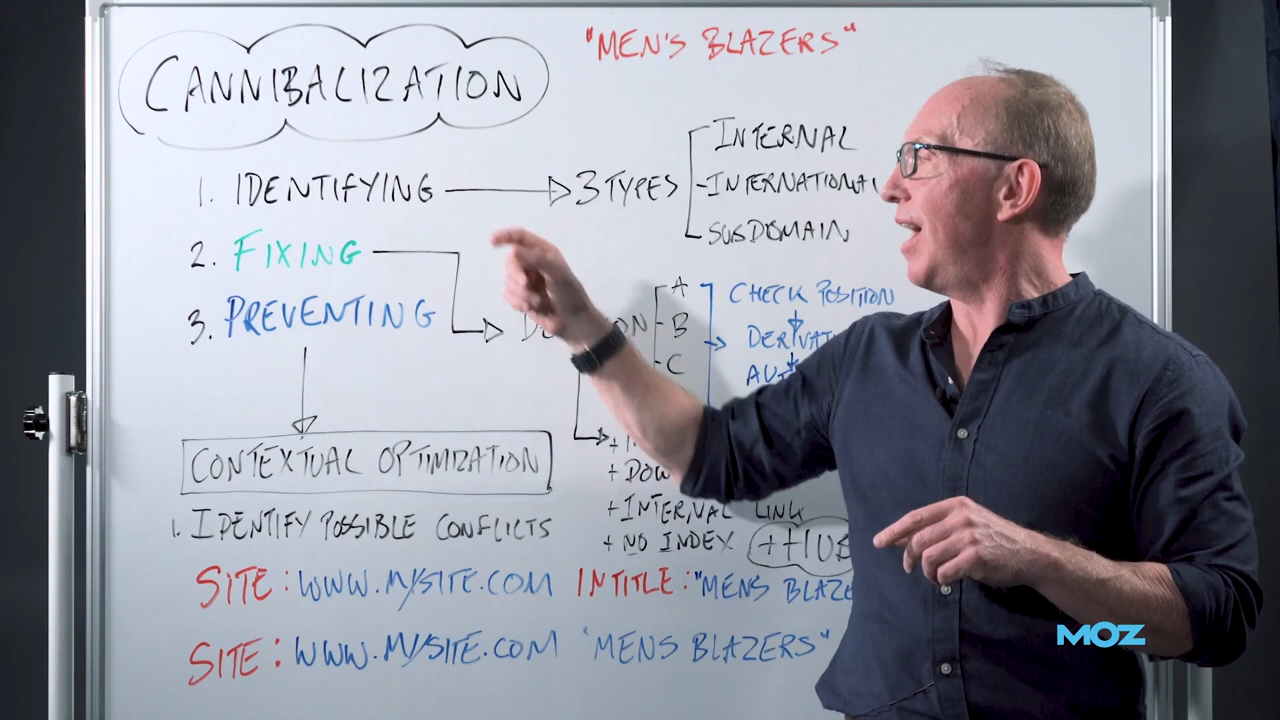 CANNIBALIZATION
"MEN'S BLAZERS"
1. IDENTIFYING
3 TYPES
INTERNAL
INTERNATIONAL
SUBDOMAIN
2. FIXING
3. PREVENTING
A
B
C
CHECK POSITION
CONTEXTUAL OPTIMIZATION
1. IDENTIFY POSSIBLE CONFLICTS
+ INTERNAL LINK
+ NO INDEX
SITE: WWW.MYSITE.COM INTITLE: "MENS BLAZE
SITE: WWW.MYSITE.COM "MENS BLAZERS"
MOZ